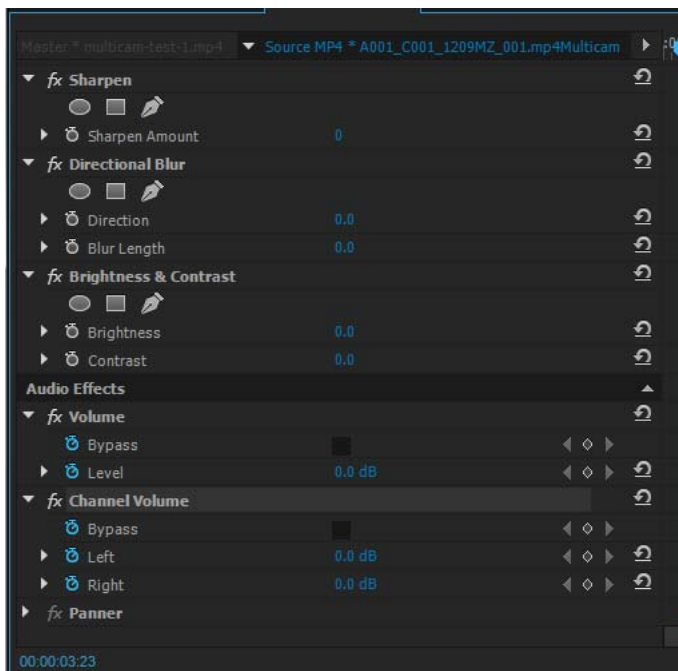 Master * multicam-test-1.mp4 Source MP4 * A001_C001_1209MZ_001.mp4Multicam
fx Sharpen
Sharpen Amount 0
fx Directional Blur
Direction 0.0
Blur Length 0.0
fx Brightness & Contrast
Brightness 0.0
Contrast 0.0
Audio Effects
fx Volume
Bypass
Level 0.0 dB
fx Channel Volume
Bypass
Left 0.0 dB
Right 0.0 dB
fx Panner
00:00:03:23